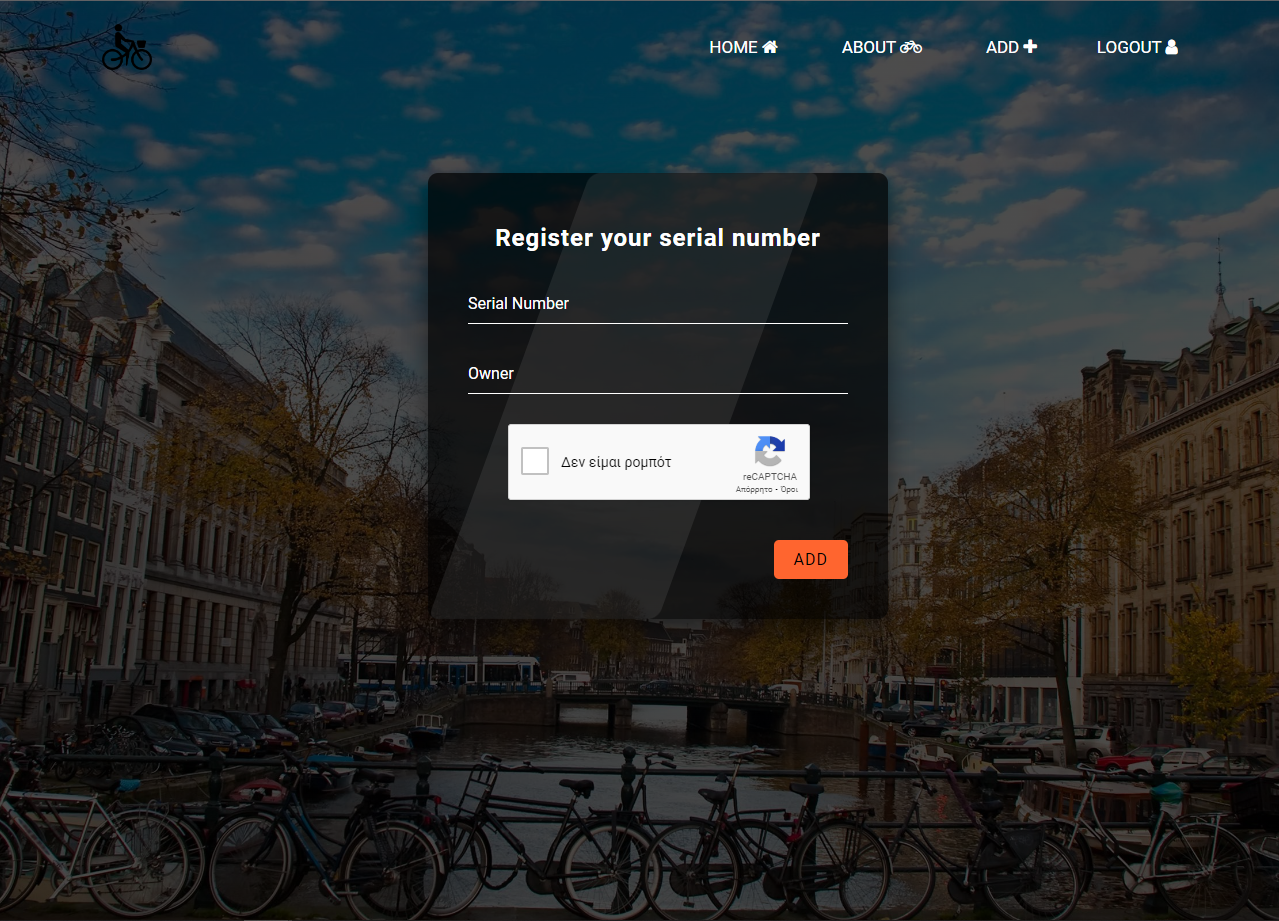 HOME
ABOUT
ADD
LOGOUT
Register your serial number
Serial Number
Owner
Δεν είμαι ρομπότ
reCAPTCHA
Απόρρητο - Όροι
ADD